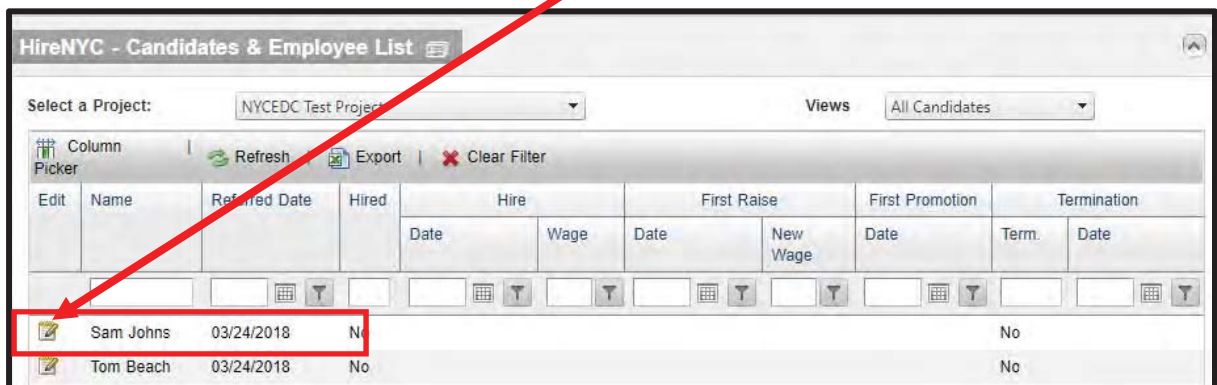 HireNYC - Candidates & Employee List
Select a Project: NYCEDC Test Project Views All Candidates
Column Picker | Refresh | Export | Clear Filter
Edit Name Referred Date Hired Hire First Raise First Promotion Termination
Date Wage Date New Wage Date Term. Date
Sam Johns 03/24/2018 No No
Tom Beach 03/24/2018 No No